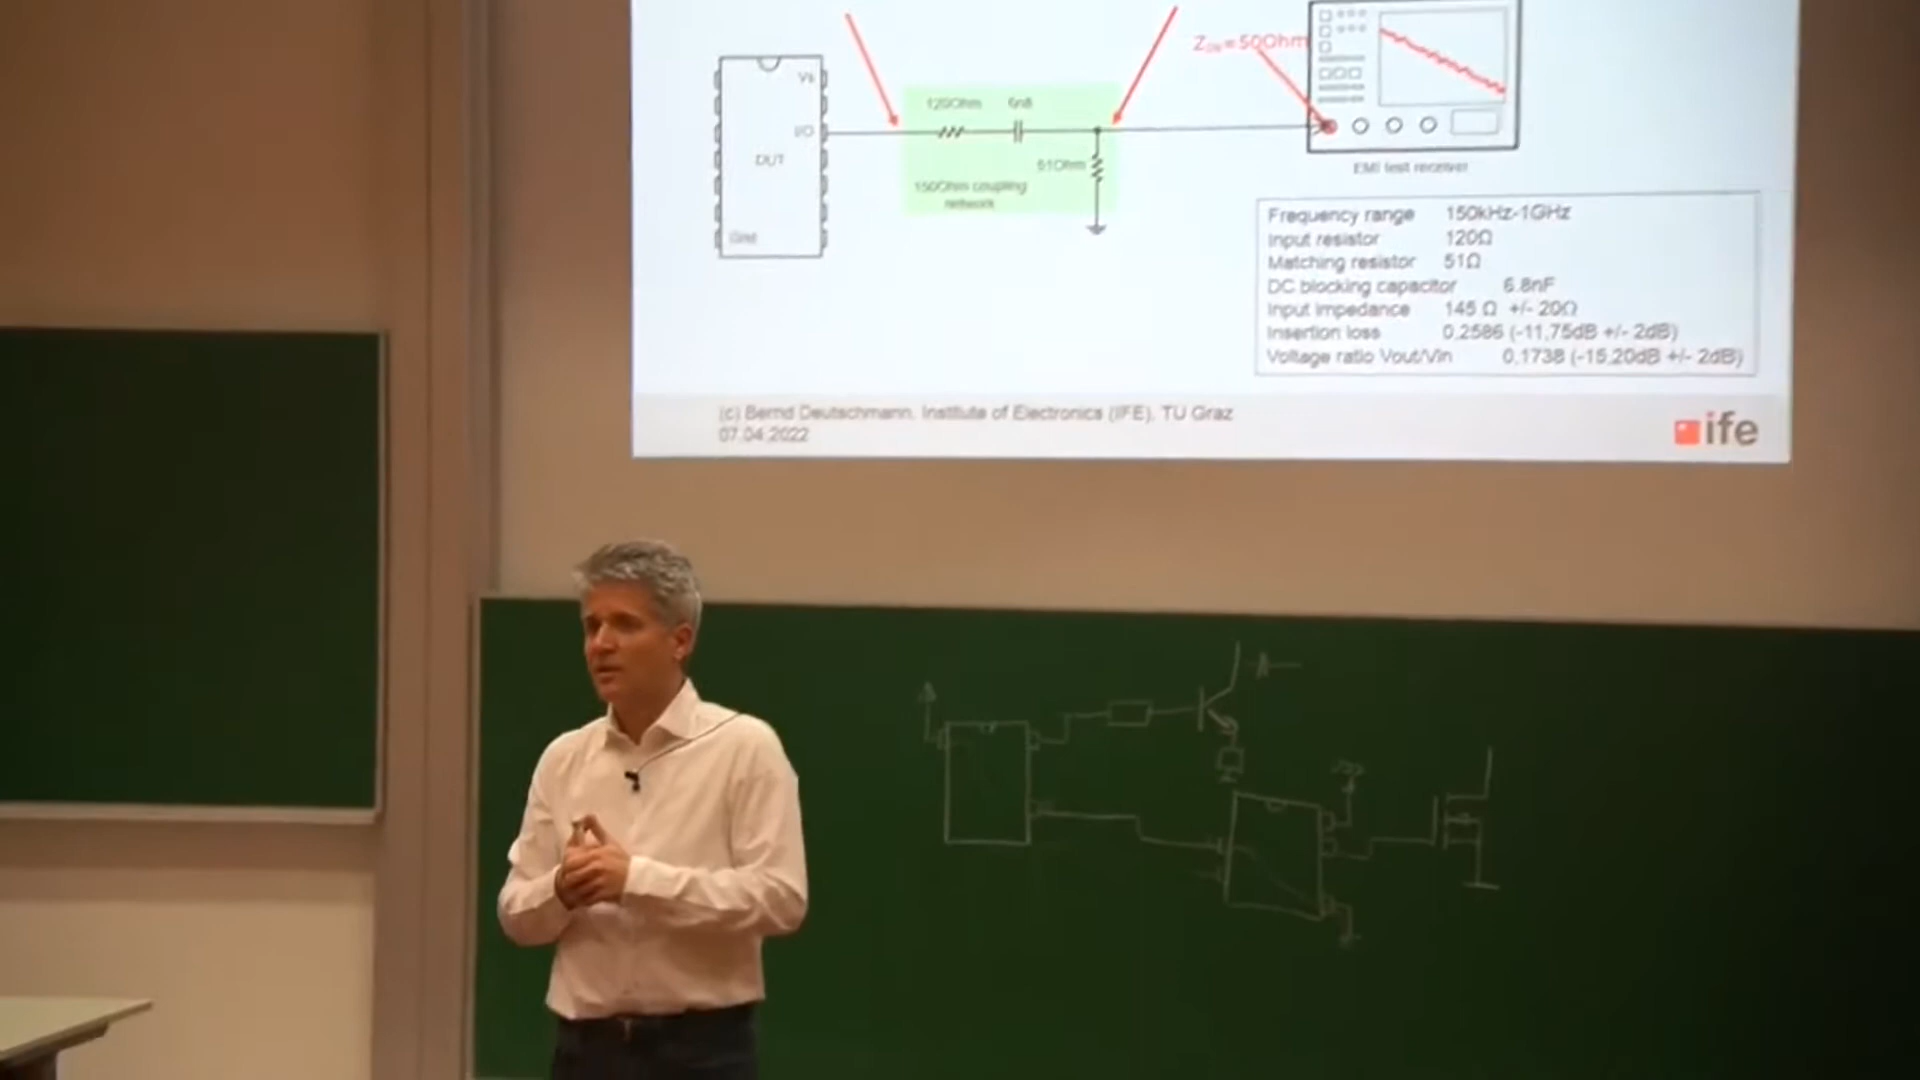 Z = 50Ohm
Vs
120Ohm 6n8
I/O
DUT
51Ohm
150Ohm coupling
network
Gnd
EMI test receiver
Frequency range 150kHz-1GHz
Input resistor 120Ω
Matching resistor 51Ω
DC blocking capacitor 6.8nF
Input impedance 145 Ω +/- 20Ω
Insertion loss 0,2586 (-11,75dB +/- 2dB)
Voltage ratio Vout/Vin 0,1738 (-15,20dB +/- 2dB)
(c) Bernd Deutschmann, Institute of Electronics (IFE), TU Graz
07.04.2022
ife